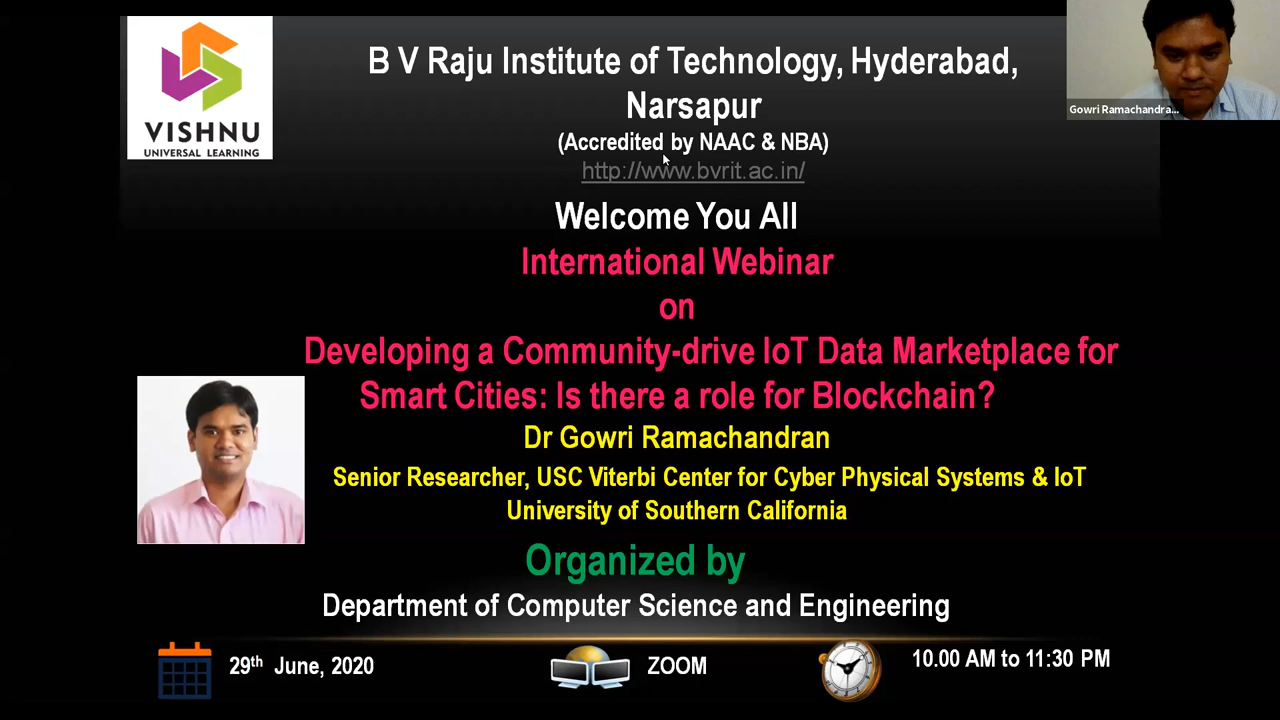 VISHNU
UNIVERSAL LEARNING
B V Raju Institute of Technology, Hyderabad,
Narsapur
(Accredited by NAAC & NBA)
http://www.bvrit.ac.in/
Gowri Ramachandra...
Welcome You All
International Webinar
on
Developing a Community-drive IoT Data Marketplace for
Smart Cities: Is there a role for Blockchain?
Dr Gowri Ramachandran
Senior Researcher, USC Viterbi Center for Cyber Physical Systems & IoT
University of Southern California
Organized by
Department of Computer Science and Engineering
29th June, 2020
ZOOM
10.00 AM to 11:30 PM